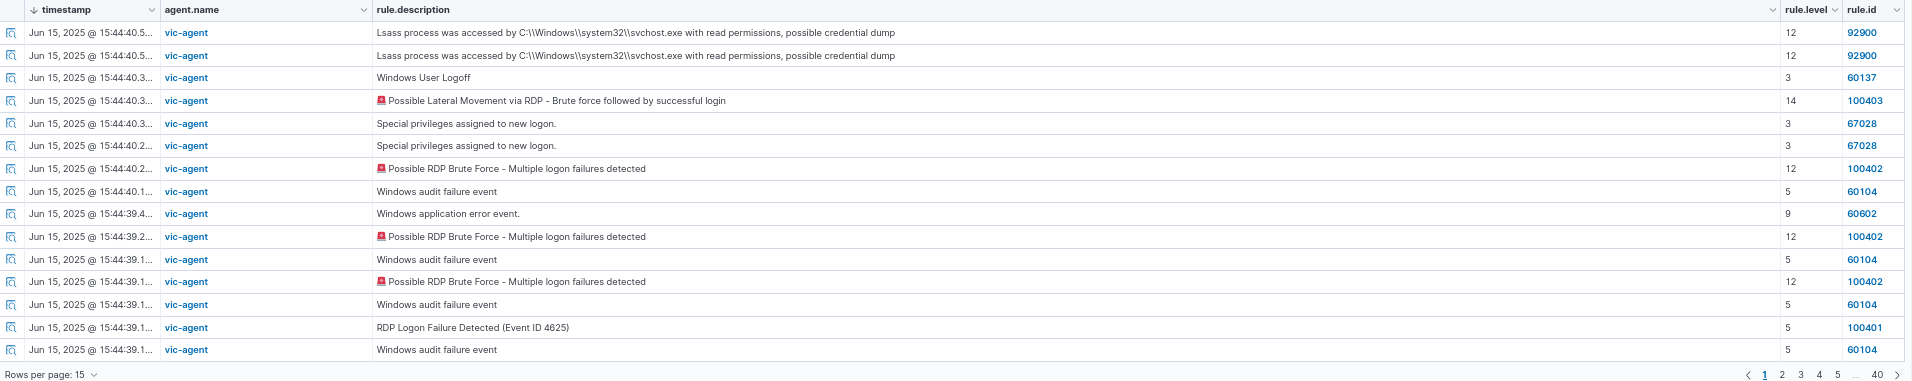 timestamp agent.name rule.description rule.level rule.id
Jun 15, 2025 @ 15:44:40.5... vic-agent Lsass process was accessed by C:\\Windows\\system32\\svchost.exe with read permissions, possible credential dump 12 92900
Jun 15, 2025 @ 15:44:40.5... vic-agent Lsass process was accessed by C:\\Windows\\system32\\svchost.exe with read permissions, possible credential dump 12 92900
Jun 15, 2025 @ 15:44:40.3... vic-agent Windows User Logoff 3 60137
Jun 15, 2025 @ 15:44:40.3... vic-agent 🚨 Possible Lateral Movement via RDP - Brute force followed by successful login 14 100403
Jun 15, 2025 @ 15:44:40.3... vic-agent Special privileges assigned to new logon. 3 67028
Jun 15, 2025 @ 15:44:40.2... vic-agent Special privileges assigned to new logon. 3 67028
Jun 15, 2025 @ 15:44:40.2... vic-agent 🚨 Possible RDP Brute Force - Multiple logon failures detected 12 100402
Jun 15, 2025 @ 15:44:40.1... vic-agent Windows audit failure event 5 60104
Jun 15, 2025 @ 15:44:39.4... vic-agent Windows application error event. 9 60602
Jun 15, 2025 @ 15:44:39.2... vic-agent 🚨 Possible RDP Brute Force - Multiple logon failures detected 12 100402
Jun 15, 2025 @ 15:44:39.1... vic-agent Windows audit failure event 5 60104
Jun 15, 2025 @ 15:44:39.1... vic-agent 🚨 Possible RDP Brute Force - Multiple logon failures detected 12 100402
Jun 15, 2025 @ 15:44:39.1... vic-agent Windows audit failure event 5 60104
Jun 15, 2025 @ 15:44:39.1... vic-agent RDP Logon Failure Detected (Event ID 4625) 5 100401
Jun 15, 2025 @ 15:44:39.1... vic-agent Windows audit failure event 5 60104
Rows per page: 15 1 2 3 4 5 ... 40